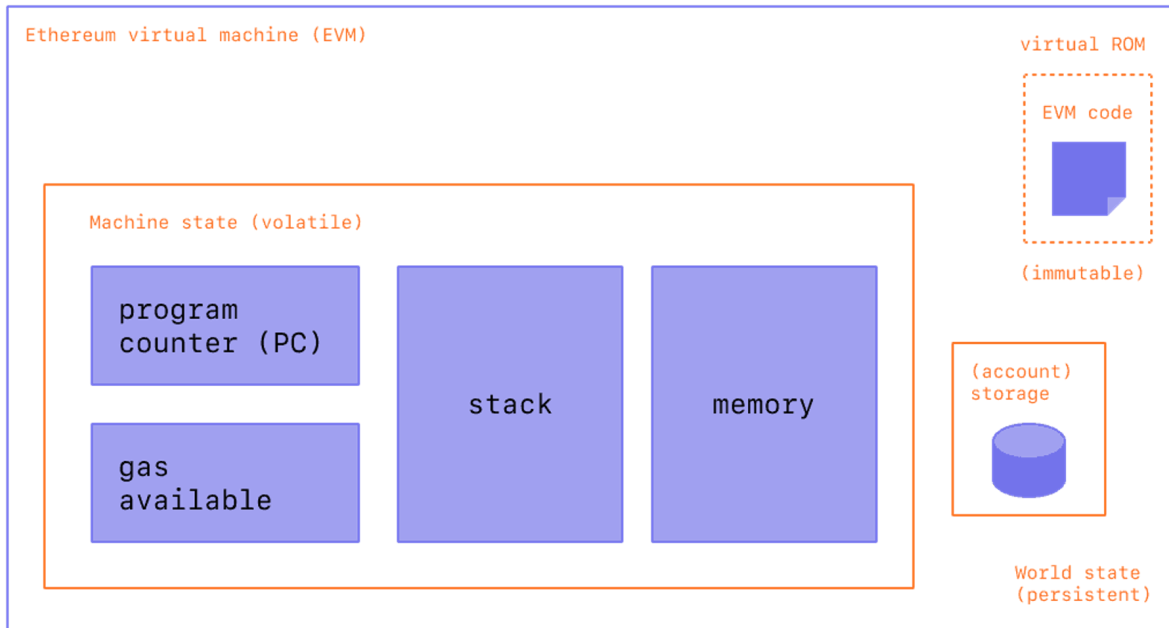 Ethereum virtual machine (EVM)
virtual ROM
EVM code
(immutable)
Machine state (volatile)
program
counter (PC)
gas
available
stack
memory
(account)
storage
World state
(persistent)